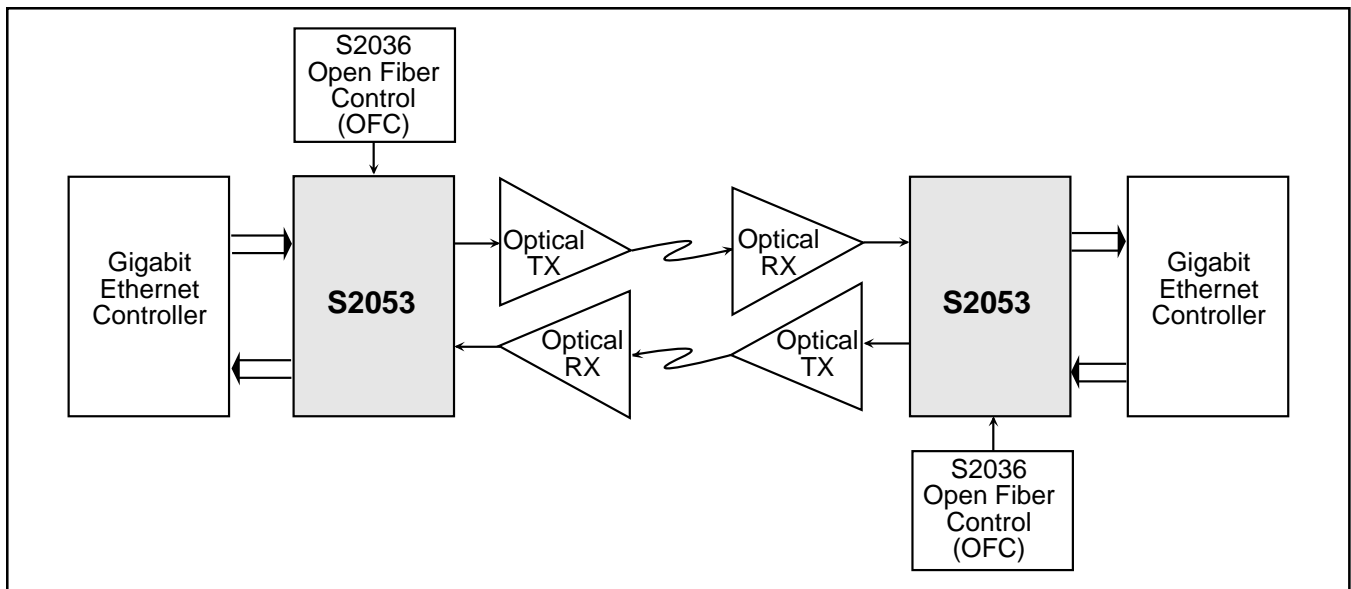 S2036
Open Fiber
Control
(OFC)
Gigabit
Ethernet
Controller
S2053
Optical
TX
Optical
RX
Optical
RX
Optical
TX
S2053
Gigabit
Ethernet
Controller
S2036
Open Fiber
Control
(OFC)